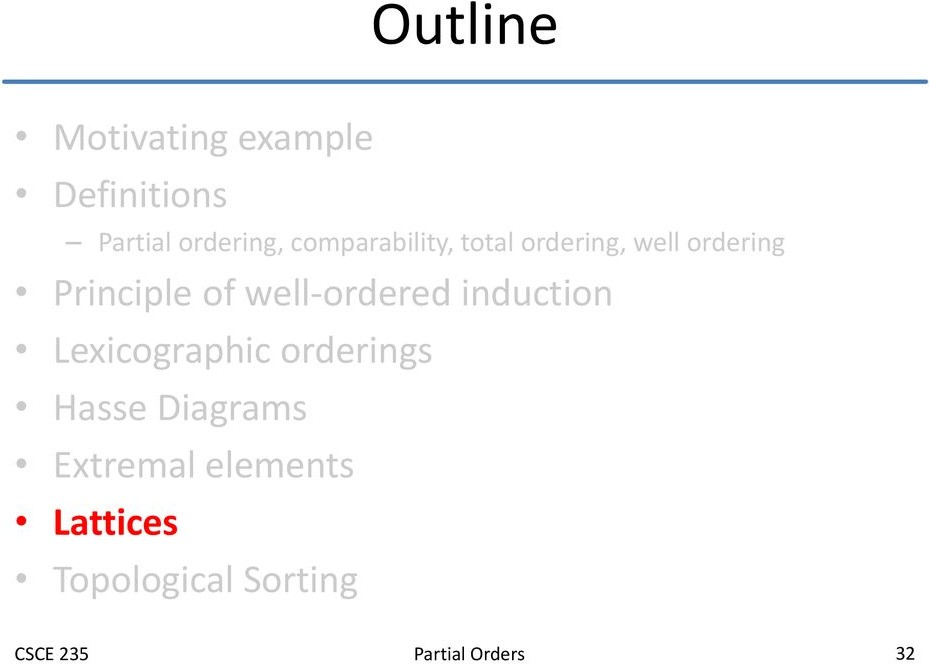 Outline
• Motivating example
• Definitions
– Partial ordering, comparability, total ordering, well ordering
• Principle of well-ordered induction
• Lexicographic orderings
• Hasse Diagrams
• Extremal elements
• Lattices
• Topological Sorting
CSCE 235 Partial Orders 32